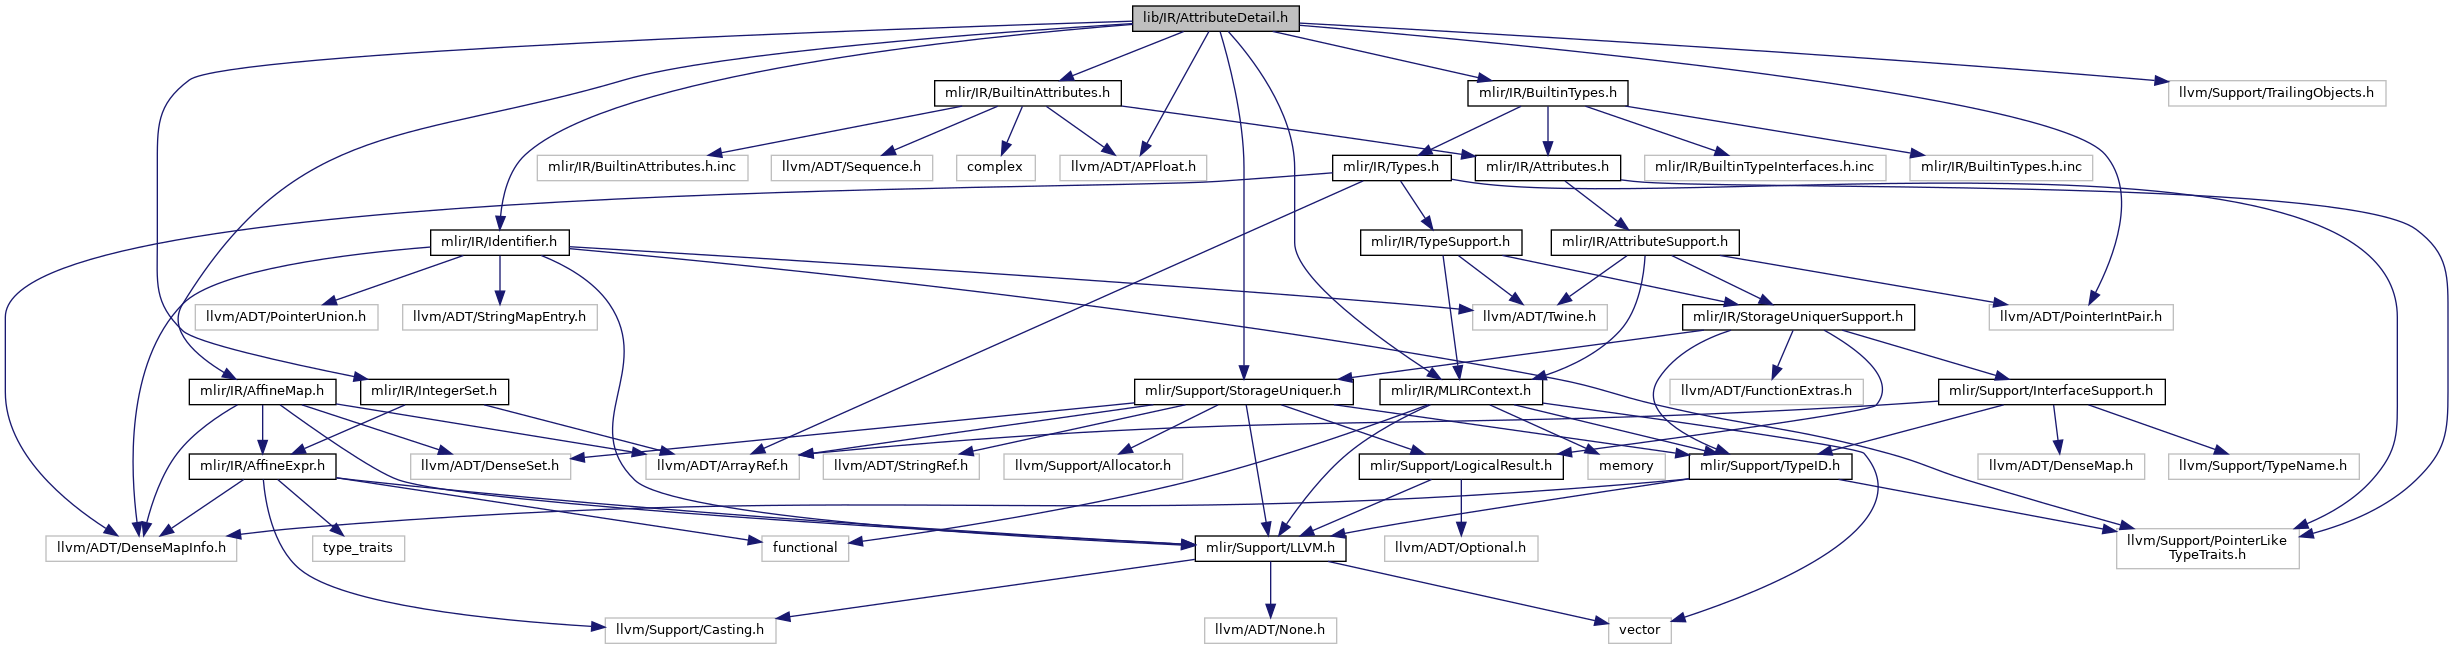 lib/IR/AttributeDetail.h
mlir/IR/BuiltinAttributes.h
mlir/IR/BuiltinTypes.h
llvm/Support/TrailingObjects.h
mlir/IR/BuiltinAttributes.h.inc
llvm/ADT/Sequence.h
complex
llvm/ADT/APFloat.h
mlir/IR/Types.h
mlir/IR/Attributes.h
mlir/IR/BuiltinTypeInterfaces.h.inc
mlir/IR/BuiltinTypes.h.inc
mlir/IR/Identifier.h
mlir/IR/TypeSupport.h
mlir/IR/AttributeSupport.h
llvm/ADT/PointerUnion.h
llvm/ADT/StringMapEntry.h
llvm/ADT/Twine.h
mlir/IR/StorageUniquerSupport.h
llvm/ADT/PointerIntPair.h
mlir/IR/AffineMap.h
mlir/IR/IntegerSet.h
mlir/Support/StorageUniquer.h
mlir/IR/MLIRContext.h
llvm/ADT/FunctionExtras.h
mlir/Support/InterfaceSupport.h
mlir/IR/AffineExpr.h
llvm/ADT/DenseSet.h
llvm/ADT/ArrayRef.h
llvm/ADT/StringRef.h
llvm/Support/Allocator.h
mlir/Support/LogicalResult.h
memory
mlir/Support/TypeID.h
llvm/ADT/DenseMap.h
llvm/Support/TypeName.h
llvm/ADT/DenseMapInfo.h
type_traits
functional
mlir/Support/LLVM.h
llvm/ADT/Optional.h
llvm/Support/PointerLike
TypeTraits.h
llvm/Support/Casting.h
llvm/ADT/None.h
vector